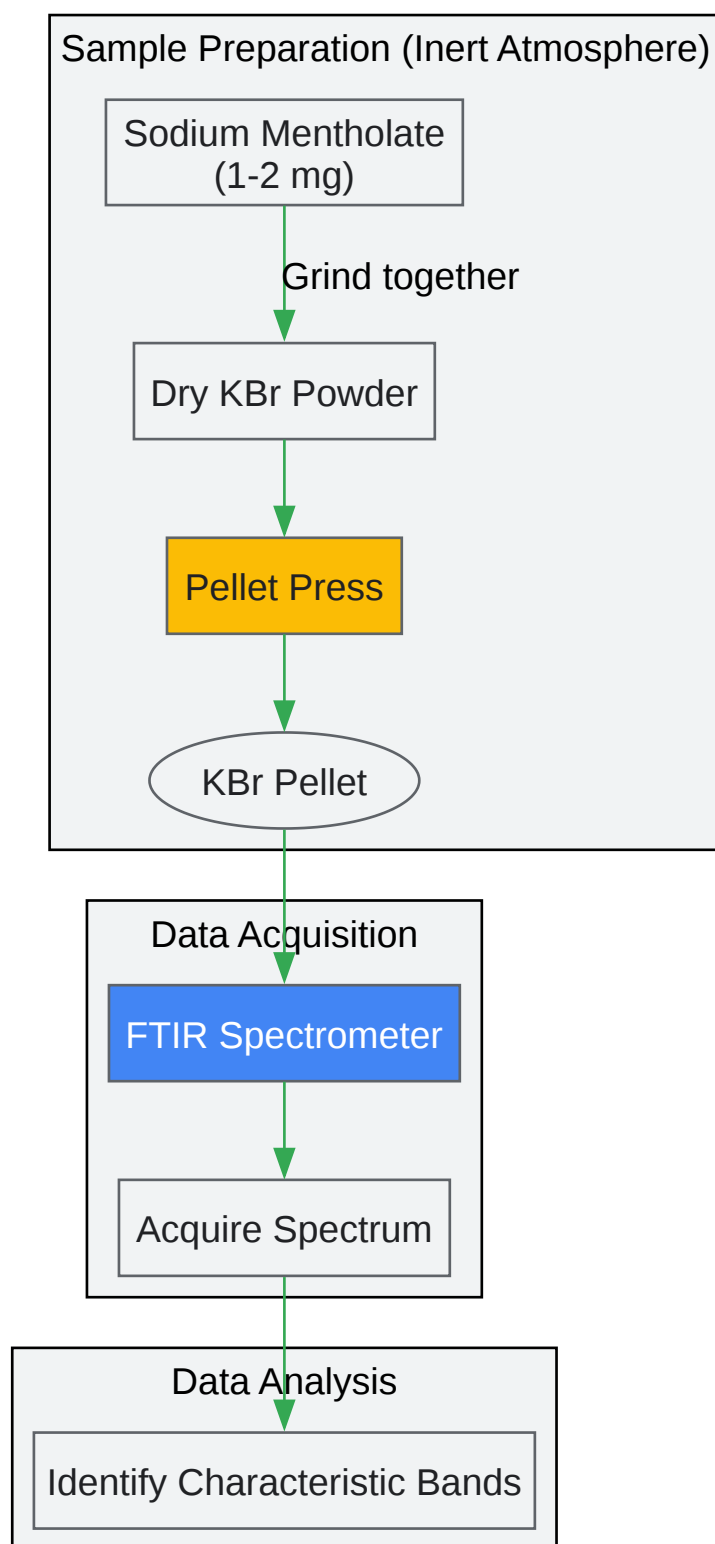 Sample Preparation (Inert Atmosphere)
Sodium Mentholate
(1-2 mg)
Grind together
Dry KBr Powder
Pellet Press
KBr Pellet
Data Acquisition
FTIR Spectrometer
Acquire Spectrum
Data Analysis
Identify Characteristic Bands